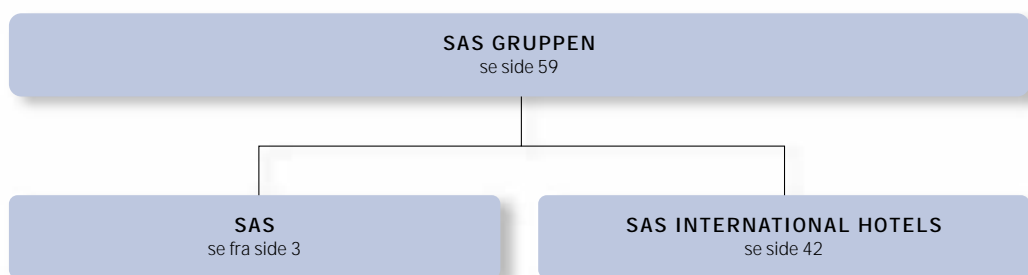 SAS GRUPPEN
se side 59
SAS
se fra side 3
SAS INTERNATIONAL HOTELS
se side 42